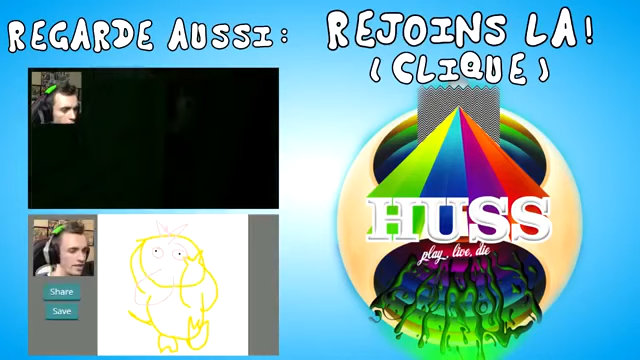 REGARDE AUSSI:
REJOINS LA!
(CLIQUE)
HUSS
play, live, die
Share
Save